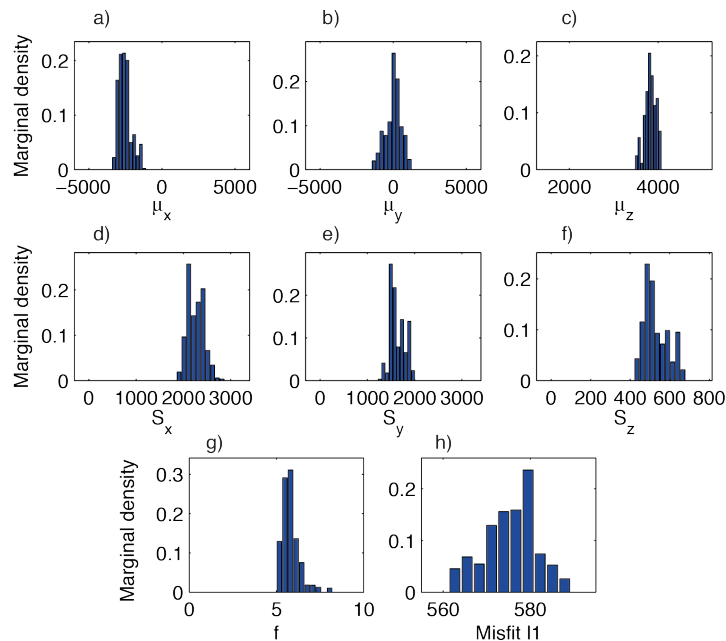 a) b) c)
Marginal density
0.2 0.2 0.2
0.1 0.1 0.1
0 0 0
−5000 0 5000 −5000 0 5000 2000 4000
μx μy μz
d) e) f)
Marginal density
0.2 0.2 0.2
0.1 0.1 0.1
0 0 0
0 1000 2000 3000 0 1000 2000 3000 0 200 400 600 800
Sx Sy Sz
g) h)
Marginal density
0.3 0.2
0.2 0.1
0.1 0
0
0 5 10 560 580
f Misfit l1